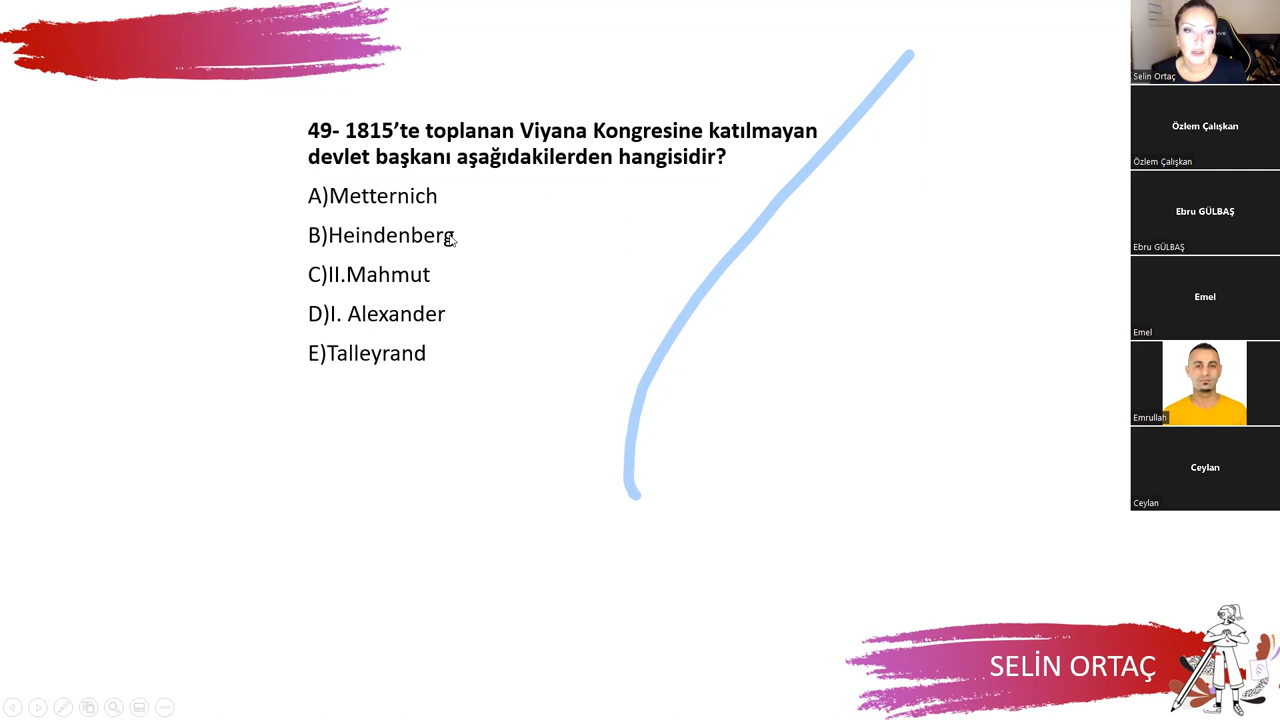 49- 1815’te toplanan Viyana Kongresine katılmayan
devlet başkanı aşağıdakilerden hangisidir?
A)Metternich
B)Heindenberg
C)II.Mahmut
D)I. Alexander
E)Talleyrand
SELİN ORTAÇ
Selin Ortaç
Özlem Çalışkan
Özlem Çalışkan
Ebru GÜLBAŞ
Ebru GÜLBAŞ
Emel
Emel
Emrullah
Ceylan
Ceylan